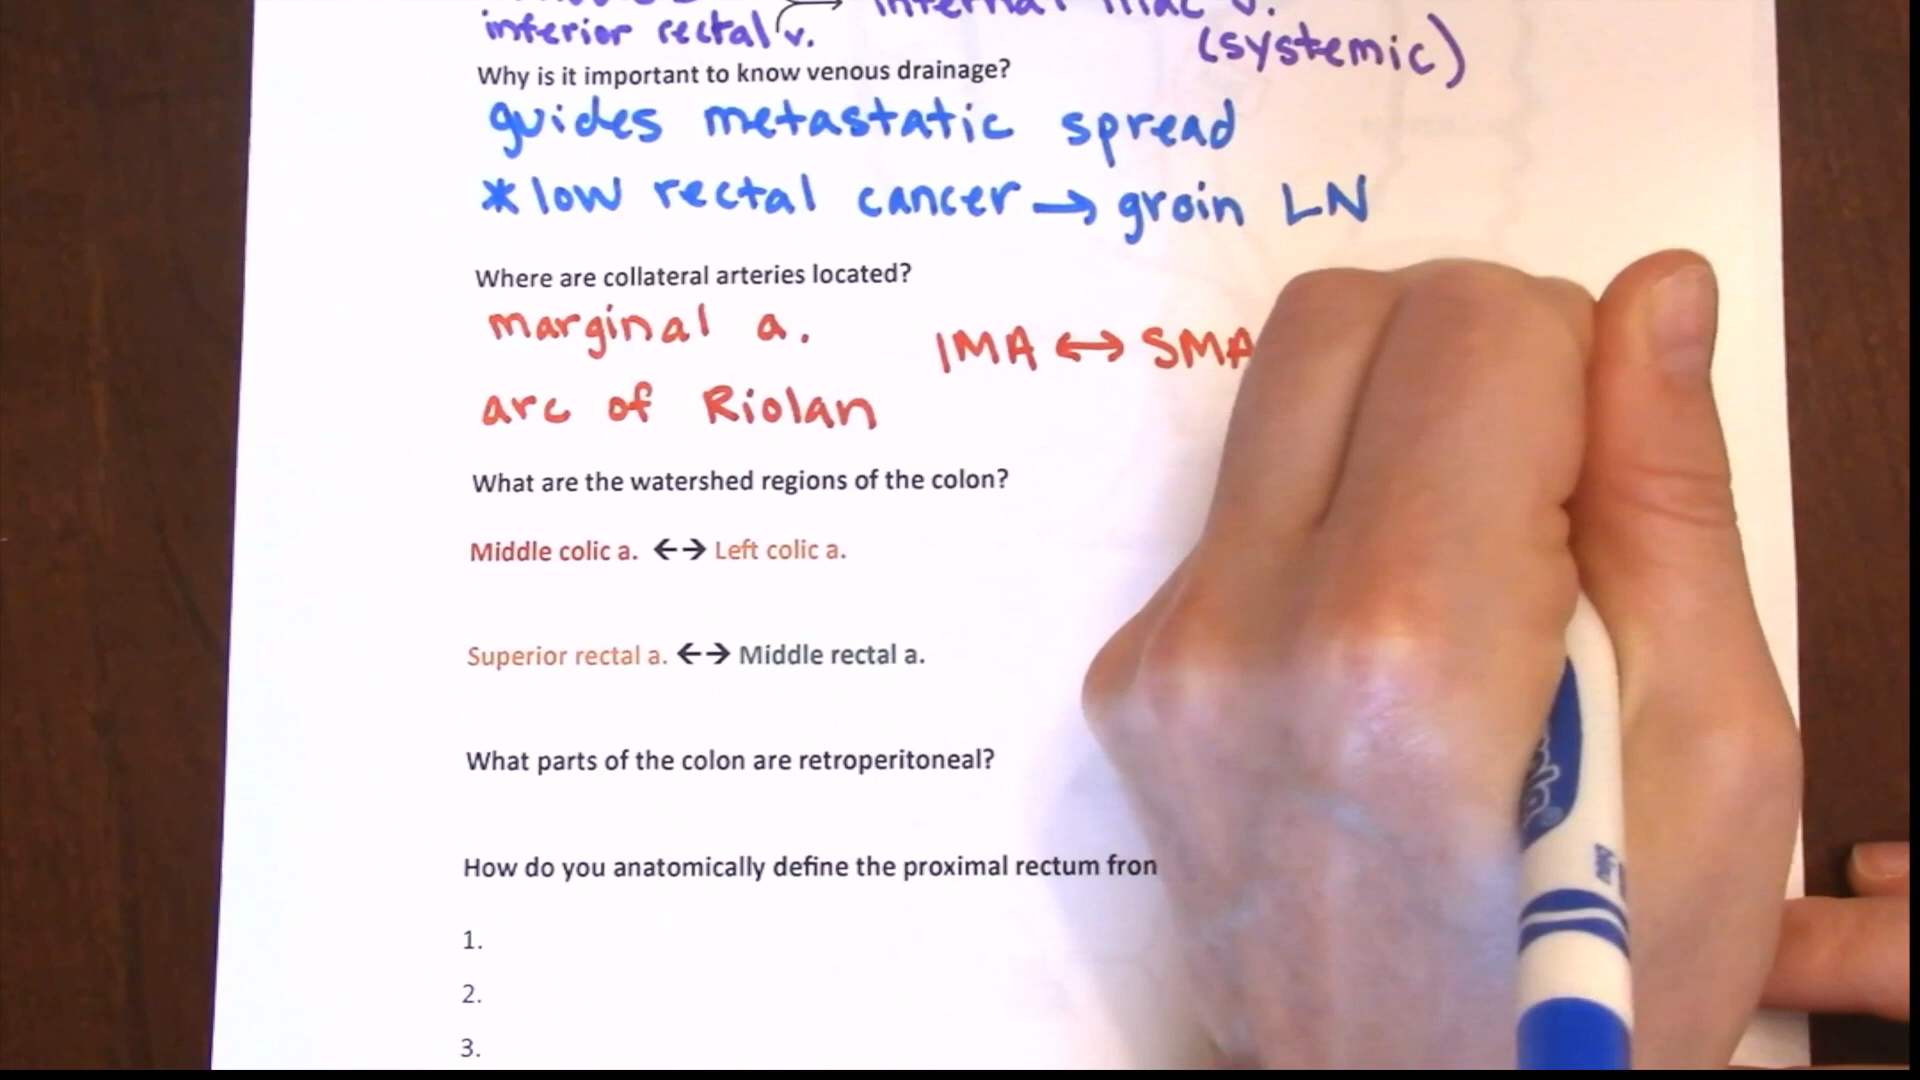 internal iliac v.
inferior rectal v.
(systemic)
Why is it important to know venous drainage?
guides metastatic spread
*low rectal cancer → groin LN
Where are collateral arteries located?
marginal a.
IMA ↔ SMA
arc of Riolan
What are the watershed regions of the colon?
Middle colic a. ←→ Left colic a.
Superior rectal a. ←→ Middle rectal a.
What parts of the colon are retroperitoneal?
How do you anatomically define the proximal rectum
1.
2.
3.